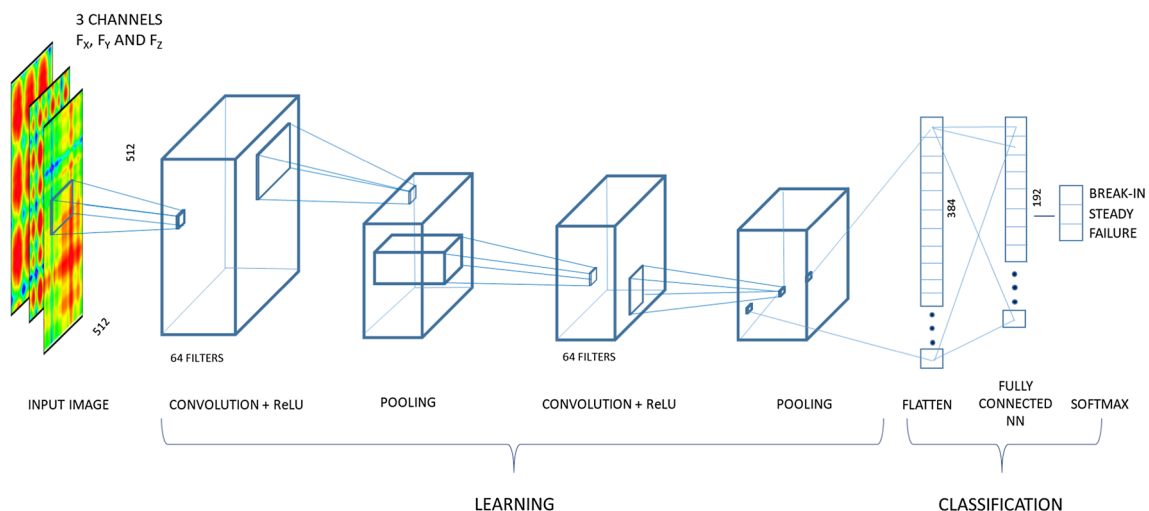 3 CHANNELS
FX, FY AND FZ
512
512
64 FILTERS
64 FILTERS
384
192
BREAK-IN
STEADY
FAILURE
INPUT IMAGE
CONVOLUTION + ReLU
POOLING
CONVOLUTION + ReLU
POOLING
FLATTEN
FULLY
CONNECTED
NN
SOFTMAX
LEARNING
CLASSIFICATION